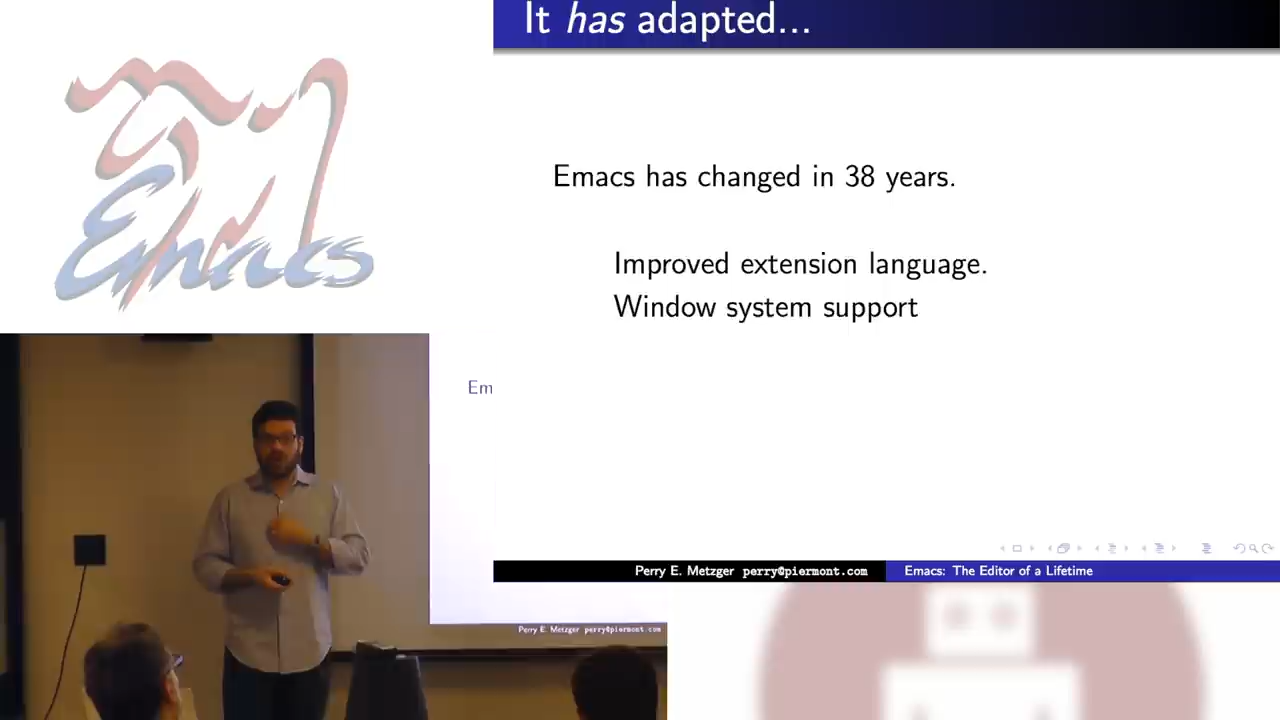 It has adapted...
Emacs
Emacs has changed in 38 years.
Improved extension language.
Window system support
Em
Perry E. Metzger perry@piermont.com
Emacs: The Editor of a Lifetime
Perry E. Metzger perry@piermont.com